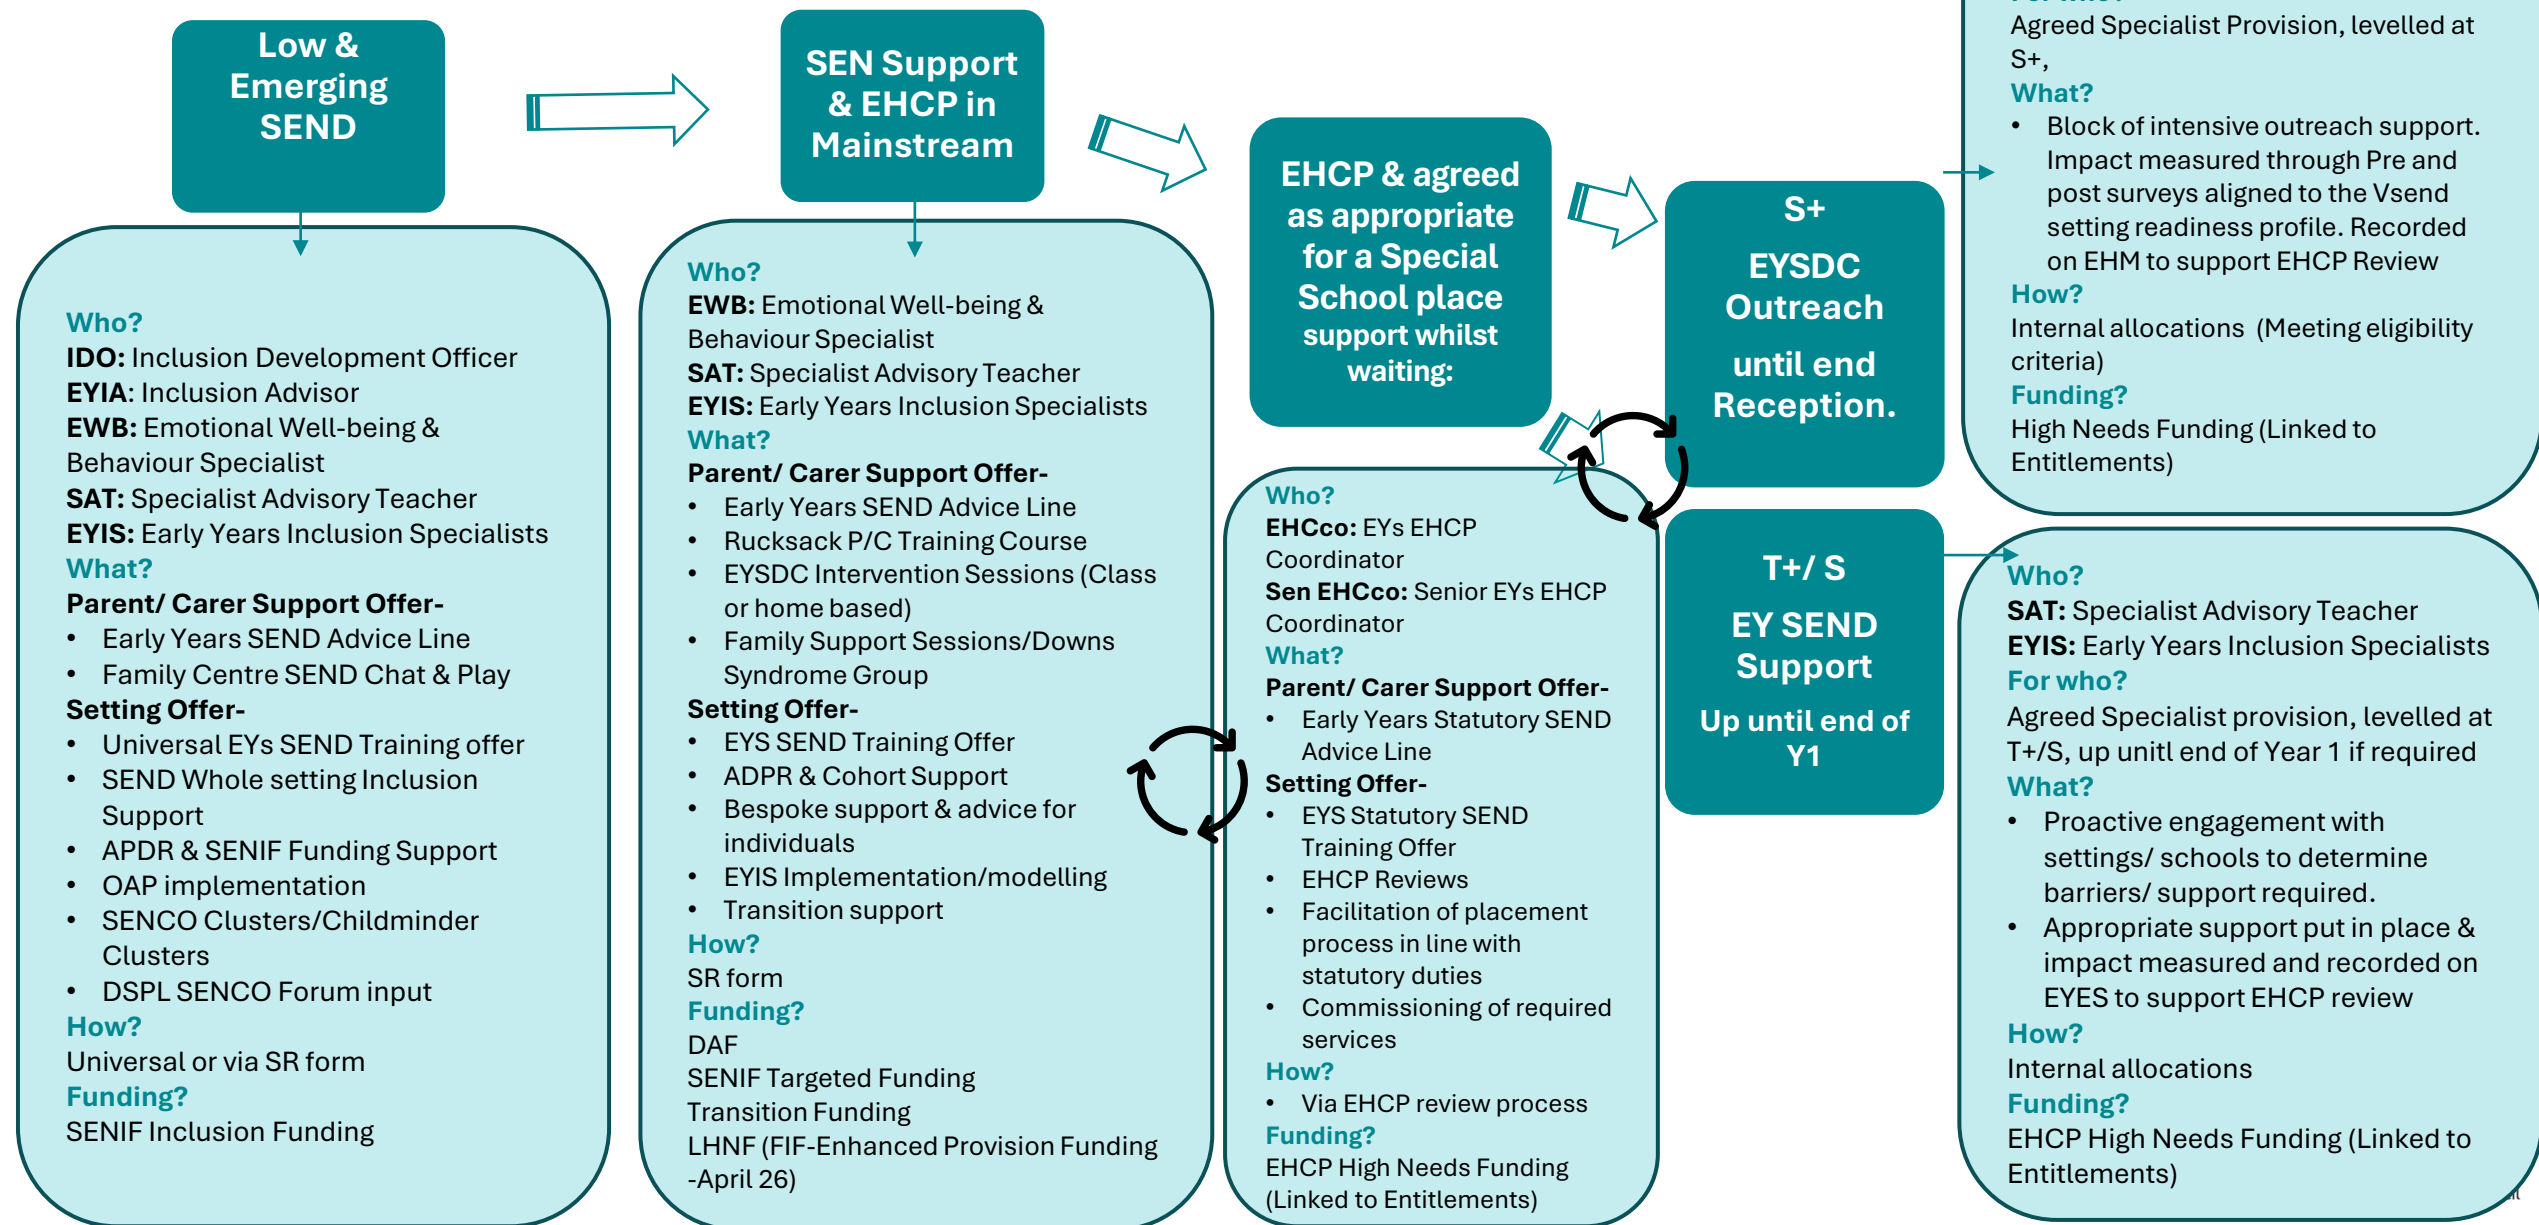 Low &
Emerging
SEND
Who?
IDO: Inclusion Development Officer
EYIA: Inclusion Advisor
EWB: Emotional Well-being &
Behaviour Specialist
SAT: Specialist Advisory Teacher
EYIS: Early Years Inclusion Specialists
What?
Parent/ Carer Support Offer-
• Early Years SEND Advice Line
• Family Centre SEND Chat & Play
Setting Offer-
• Universal EYs SEND Training offer
• SEND Whole setting Inclusion
Support
• APDR & SENIF Funding Support
• OAP implementation
• SENCO Clusters/Childminder
Clusters
• DSPL SENCO Forum input
How?
Universal or via SR form
Funding?
SENIF Inclusion Funding
SEN Support
& EHCP in
Mainstream
Who?
EWB: Emotional Well-being &
Behaviour Specialist
SAT: Specialist Advisory Teacher
EYIS: Early Years Inclusion Specialists
What?
Parent/ Carer Support Offer-
• Early Years SEND Advice Line
• Rucksack P/C Training Course
• EYSDC Intervention Sessions (Class
or home based)
• Family Support Sessions/Downs
Syndrome Group
Setting Offer-
• EYS SEND Training Offer
• ADPR & Cohort Support
• Bespoke support & advice for
individuals
• EYIS Implementation/modelling
• Transition support
How?
SR form
Funding?
DAF
SENIF Targeted Funding
Transition Funding
LHNF (FIF-Enhanced Provision Funding
-April 26)
EHCP & agreed
as appropriate
for a Special
School place
support whilst
waiting:
Who?
EHCco: EYs EHCP
Coordinator
Sen EHCco: Senior EYs EHCP
Coordinator
What?
Parent/ Carer Support Offer-
• Early Years Statutory SEND
Advice Line
Setting Offer-
• EYS Statutory SEND
Training Offer
• EHCP Reviews
• Facilitation of placement
process in line with
statutory duties
• Commissioning of required
services
How?
• Via EHCP review process
Funding?
EHCP High Needs Funding
(Linked to Entitlements)
S+
EYSDC
Outreach
until end
Reception.
Agreed Specialist Provision, levelled at
S+,
What?
• Block of intensive outreach support.
Impact measured through Pre and
post surveys aligned to the Vsend
setting readiness profile. Recorded
on EHM to support EHCP Review
How?
Internal allocations (Meeting eligibility
criteria)
Funding?
High Needs Funding (Linked to
Entitlements)
T+/ S
EY SEND
Support
Up until end of
Y1
Who?
SAT: Specialist Advisory Teacher
EYIS: Early Years Inclusion Specialists
For who?
Agreed Specialist provision, levelled at
T+/S, up unitl end of Year 1 if required
What?
• Proactive engagement with
settings/ schools to determine
barriers/ support required.
• Appropriate support put in place &
impact measured and recorded on
EYES to support EHCP review
How?
Internal allocations
Funding?
EHCP High Needs Funding (Linked to
Entitlements)